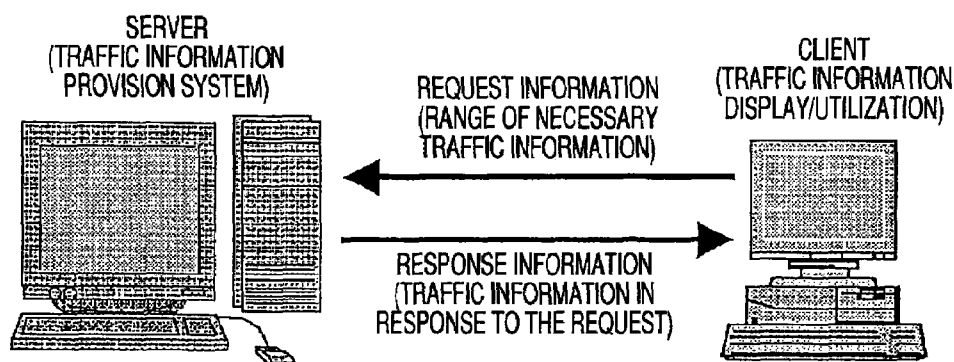 SERVER
(TRAFFIC INFORMATION
PROVISION SYSTEM)
REQUEST INFORMATION
(RANGE OF NECESSARY
TRAFFIC INFORMATION)
CLIENT
(TRAFFIC INFORMATION
DISPLAY/UTILIZATION)
RESPONSE INFORMATION
(TRAFFIC INFORMATION IN
RESPONSE TO THE REQUEST)